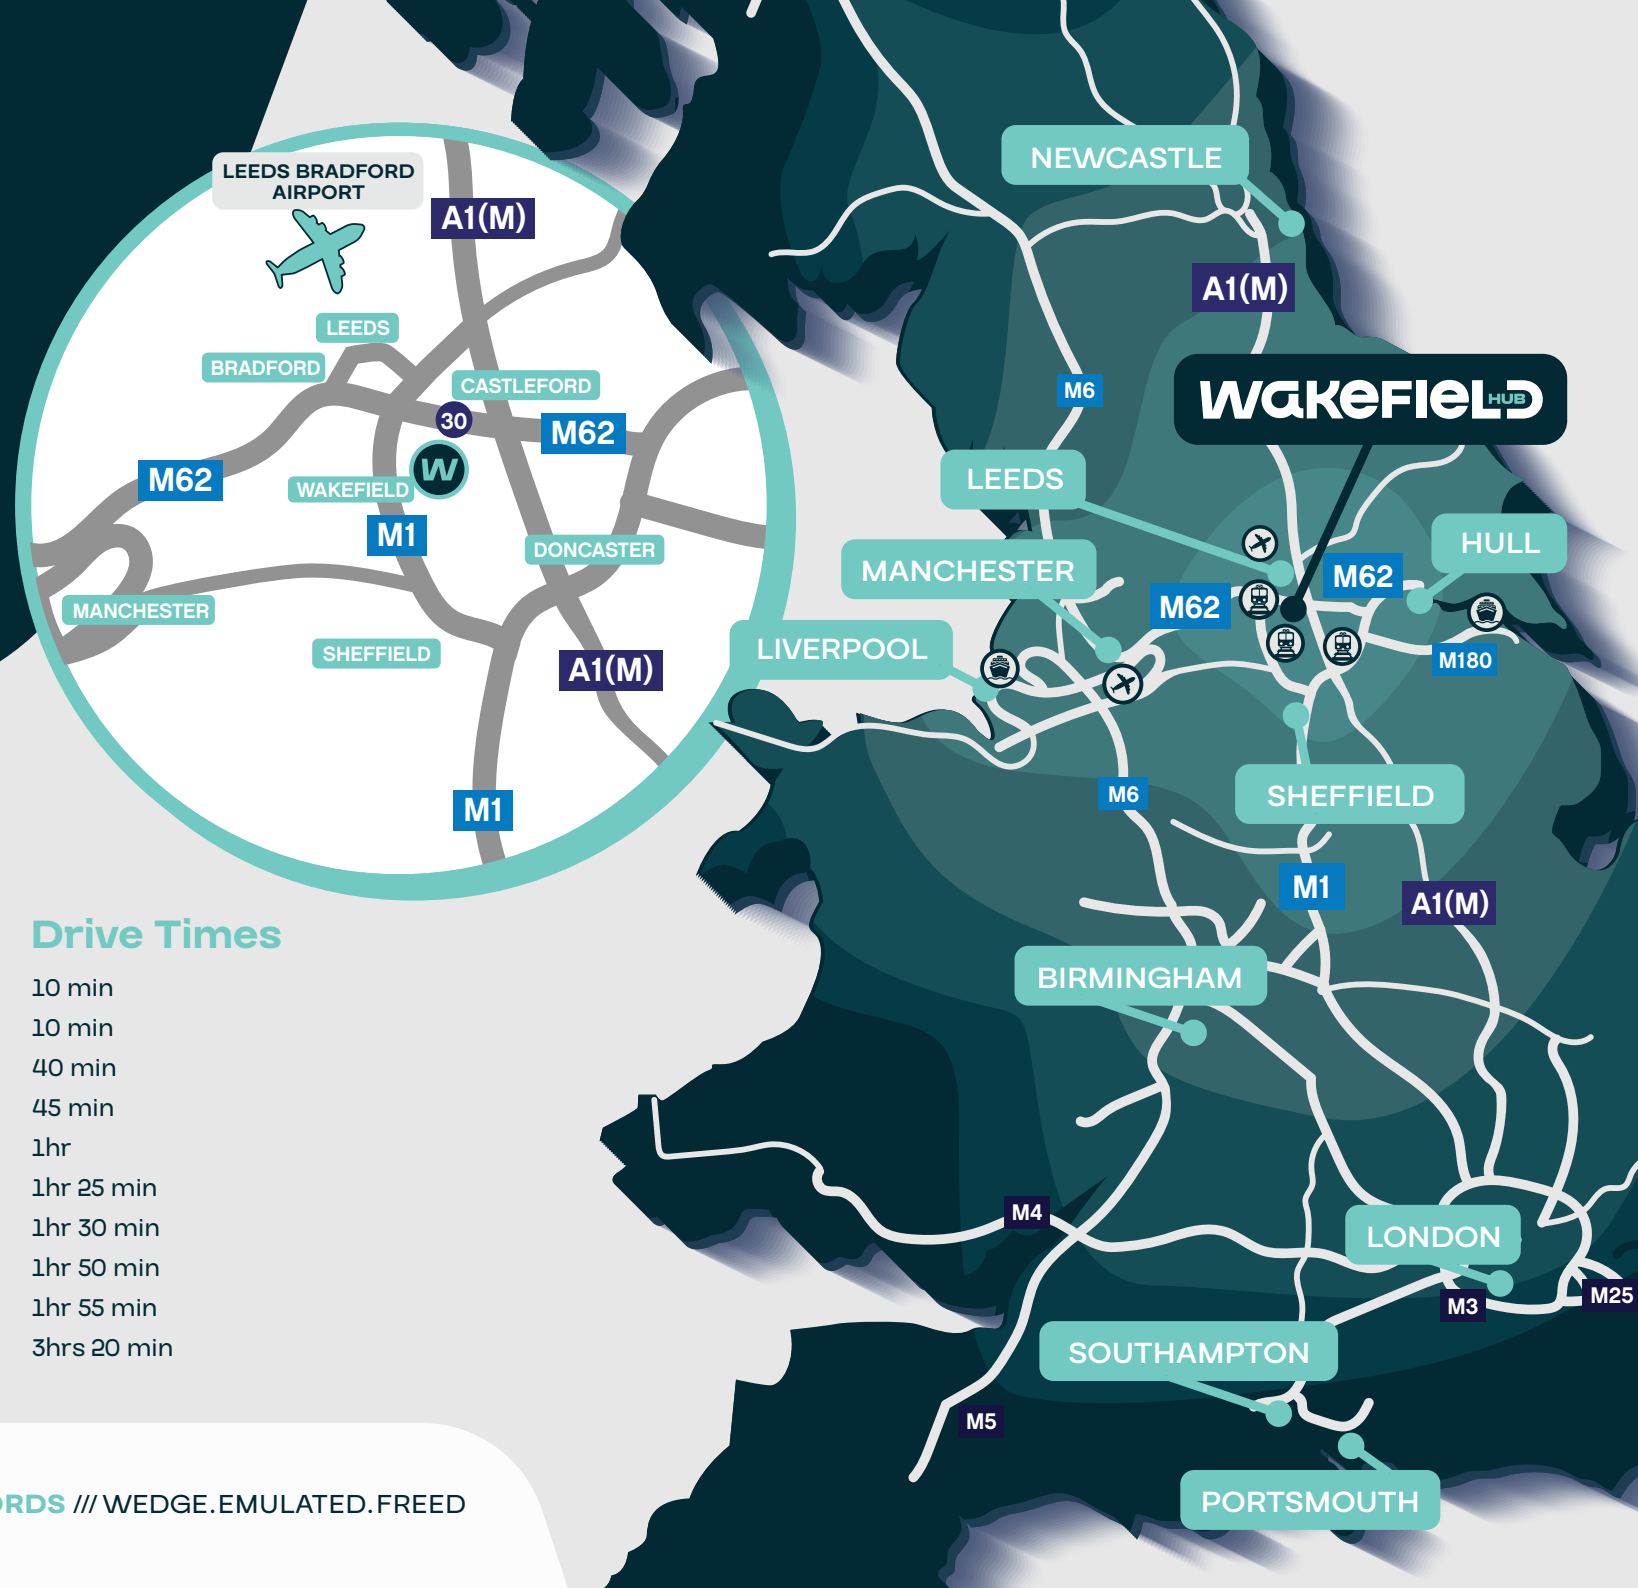 LEEDS BRADFORD
AIRPORT
A1(M)
LEEDS
BRADFORD
CASTLEFORD
30
M62
M62
W
WAKEFIELD
M1
DONCASTER
MANCHESTER
SHEFFIELD
A1(M)
M1
NEWCASTLE
A1(M)
M6
WAKEFIELD HUB
LEEDS
HULL
MANCHESTER
M62
M62
LIVERPOOL
M180
M6
SHEFFIELD
M1
A1(M)
BIRMINGHAM
M4
LONDON
M3
M25
SOUTHAMPTON
M5
PORTSMOUTH
Drive Times
10 min
10 min
40 min
45 min
1hr
1hr 25 min
1hr 30 min
1hr 50 min
1hr 55 min
3hrs 20 min
ORDS /// WEDGE.EMULATED.FREED